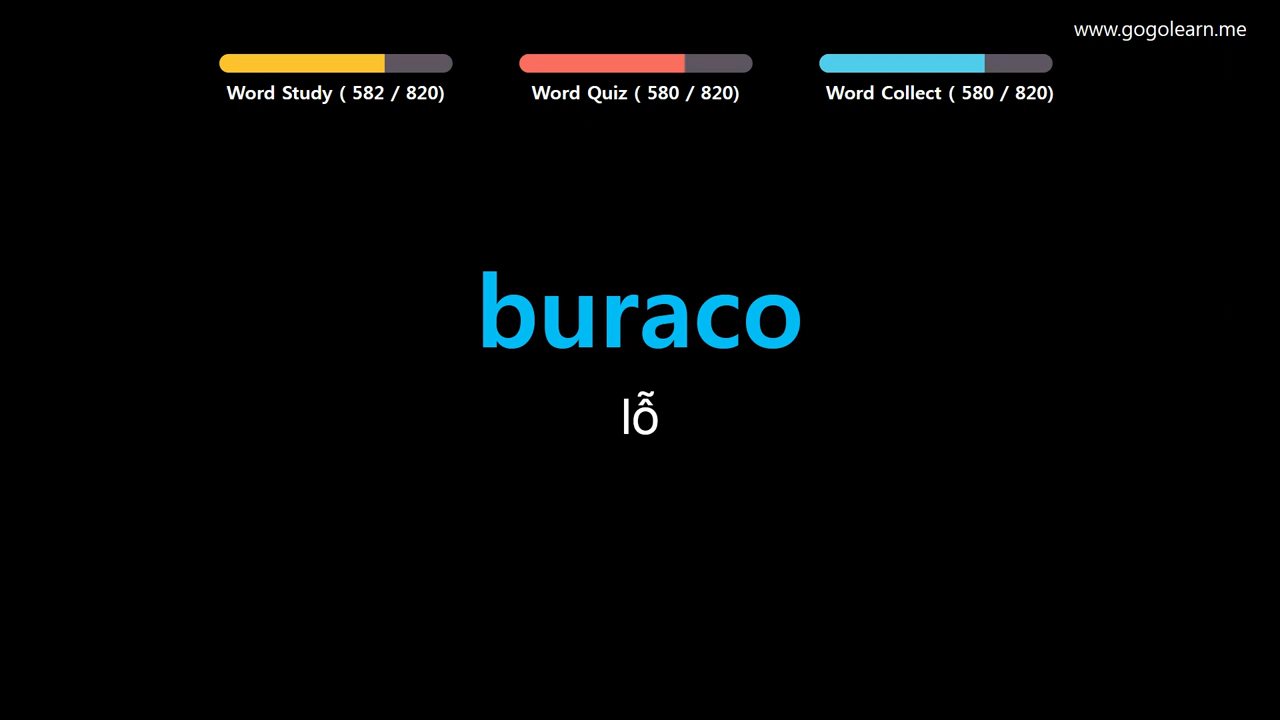 www.gogolearn.me
Word Study ( 582 / 820)
Word Quiz ( 580 / 820)
Word Collect ( 580 / 820)
buraco
lỗ